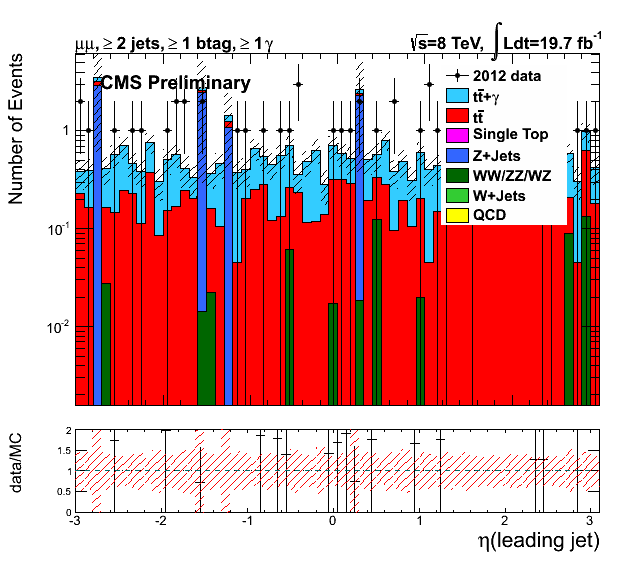 μμ, ≥ 2 jets, ≥ 1 btag, ≥ 1 γ
√s=8 TeV, ∫ Ldt=19.7 fb⁻¹
CMS Preliminary
2012 data
tt̄+γ
tt̄
Single Top
Z+Jets
WW/ZZ/WZ
W+Jets
QCD
Number of Events
1
10⁻¹
10⁻²
data/MC
2
1.5
1
0.5
0
-3 -2 -1 0 1 2 3
η(leading jet)